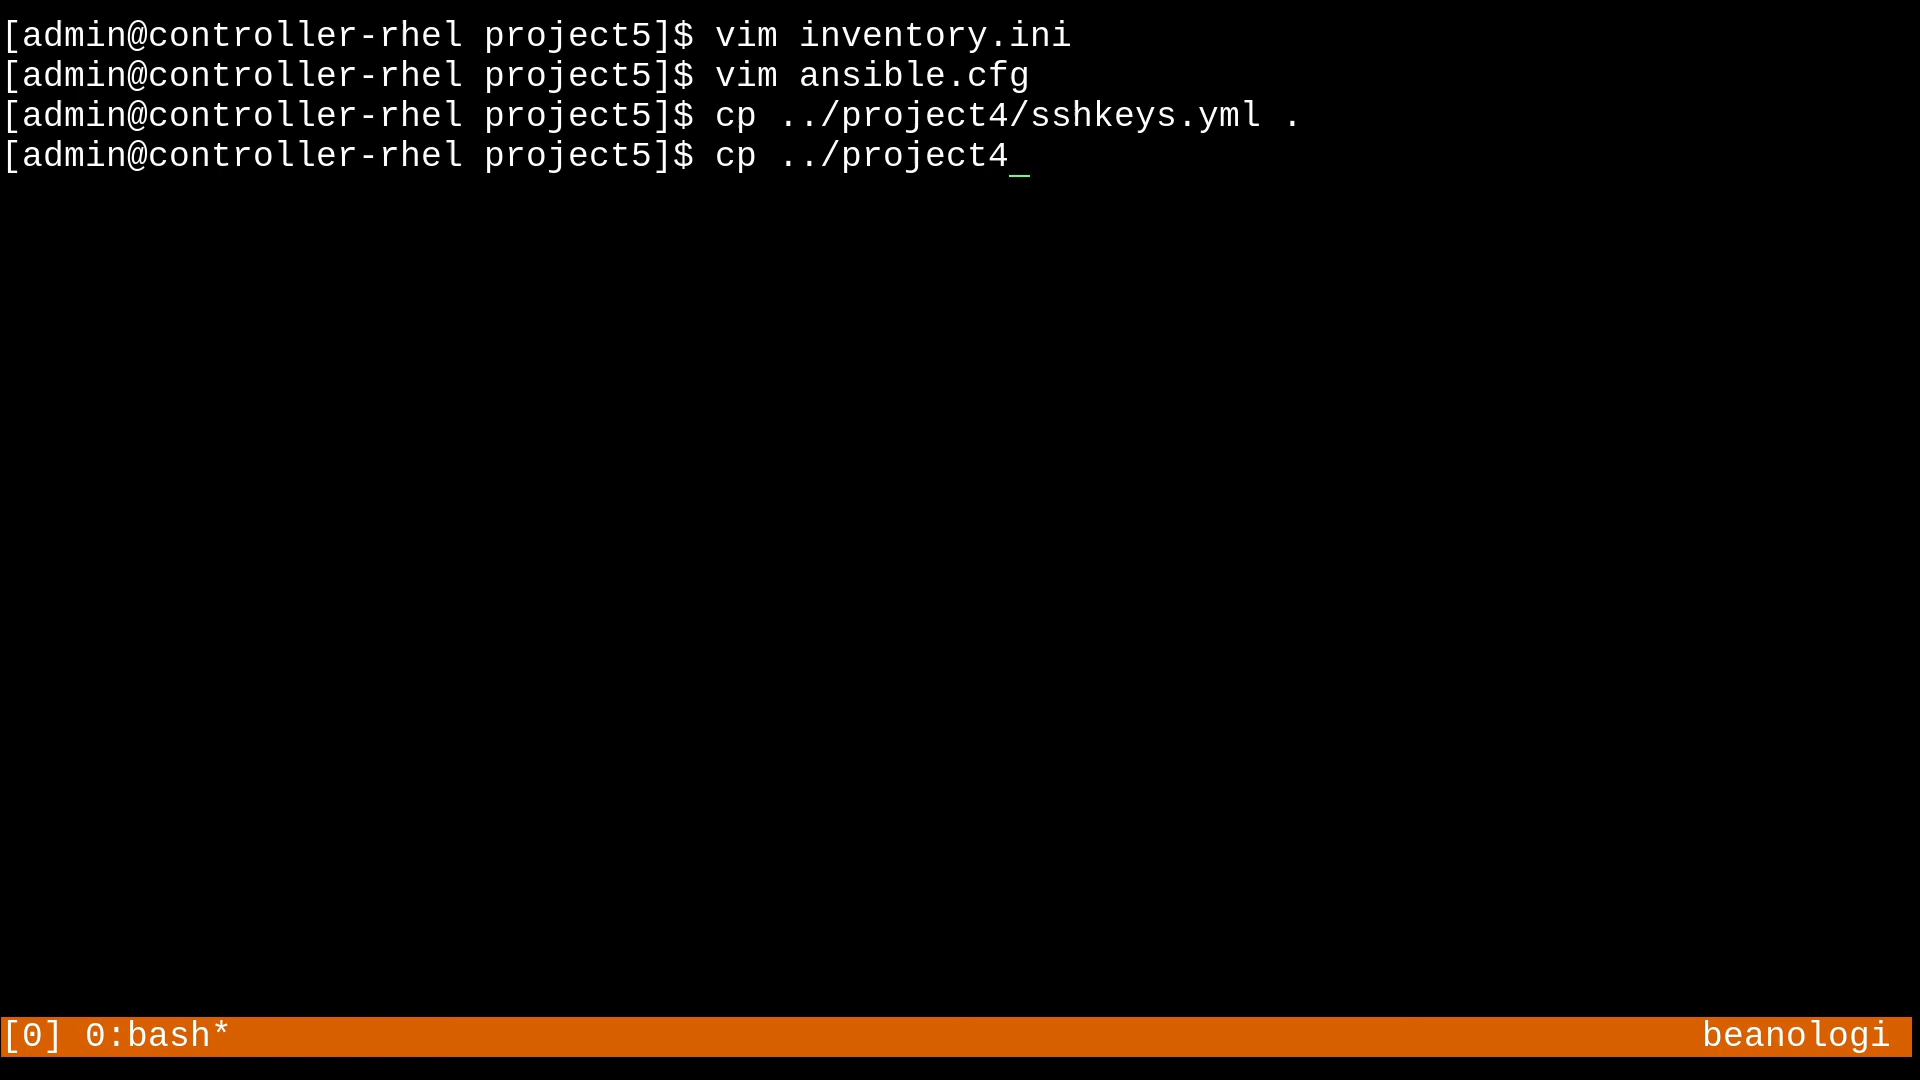 [admin@controller-rhel project5]$ vim inventory.ini
[admin@controller-rhel project5]$ vim ansible.cfg
[admin@controller-rhel project5]$ cp ../project4/sshkeys.yml .
[admin@controller-rhel project5]$ cp ../project4_
[0] 0:bash* beanologi